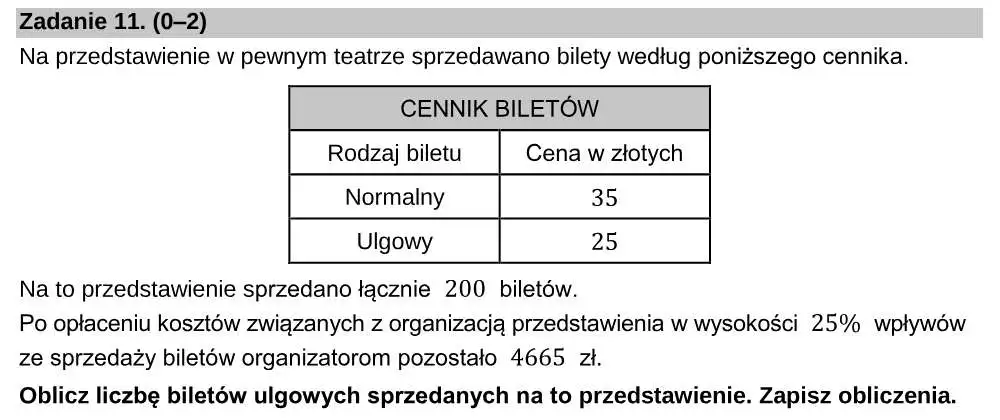 Zadanie 11. (0–2)
Na przedstawienie w pewnym teatrze sprzedawano bilety według poniższego cennika.
CENNIK BILETÓW
Rodzaj biletu Cena w złotych
Normalny 35
Ulgowy 25
Na to przedstawienie sprzedano łącznie 200 biletów.
Po opłaceniu kosztów związanych z organizacją przedstawienia w wysokości 25% wpływów
ze sprzedaży biletów organizatorom pozostało 4665 zł.
Oblicz liczbę biletów ulgowych sprzedanych na to przedstawienie. Zapisz obliczenia.